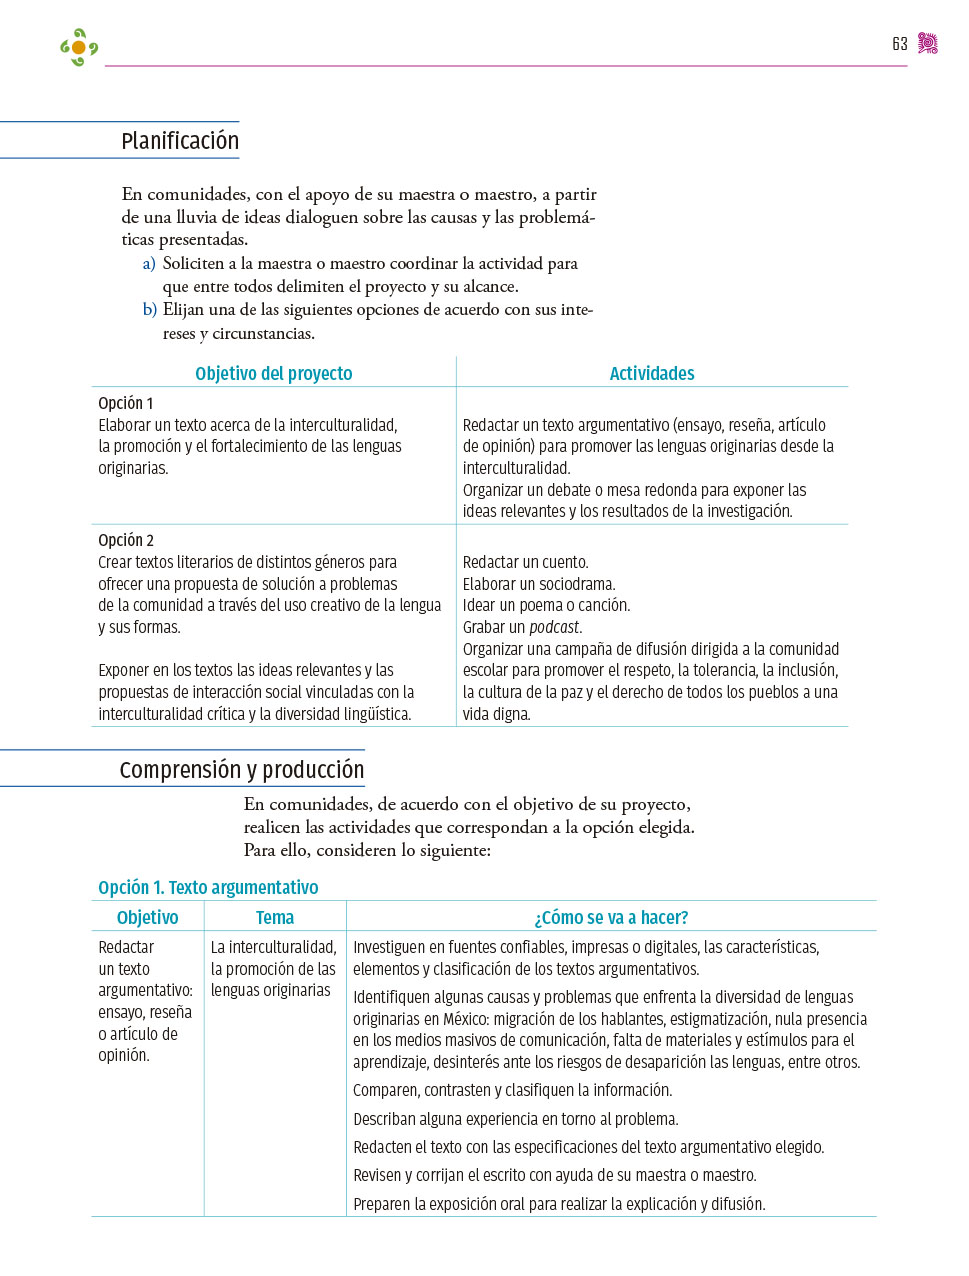 63
Planificación
En comunidades, con el apoyo de su maestra o maestro, a partir
de una lluvia de ideas dialoguen sobre las causas y las problemá-
ticas presentadas.
a) Soliciten a la maestra o maestro coordinar la actividad para
que entre todos delimiten el proyecto y su alcance.
b) Elijan una de las siguientes opciones de acuerdo con sus inte-
reses y circunstancias.
Objetivo del proyecto
Actividades
Opción 1
Elaborar un texto acerca de la interculturalidad,
la promoción y el fortalecimiento de las lenguas
originarias.
Redactar un texto argumentativo (ensayo, reseña, artículo
de opinión) para promover las lenguas originarias desde la
interculturalidad.
Organizar un debate o mesa redonda para exponer las
ideas relevantes y los resultados de la investigación.
Opción 2
Crear textos literarios de distintos géneros para
ofrecer una propuesta de solución a problemas
de la comunidad a través del uso creativo de la lengua
y sus formas.
Exponer en los textos las ideas relevantes y las
propuestas de interacción social vinculadas con la
interculturalidad crítica y la diversidad lingüística.
Redactar un cuento.
Elaborar un sociodrama.
Idear un poema o canción.
Grabar un podcast.
Organizar una campaña de difusión dirigida a la comunidad
escolar para promover el respeto, la tolerancia, la inclusión,
la cultura de la paz y el derecho de todos los pueblos a una
vida digna.
Comprensión y producción
En comunidades, de acuerdo con el objetivo de su proyecto,
realicen las actividades que correspondan a la opción elegida.
Para ello, consideren lo siguiente:
Opción 1. Texto argumentativo
Objetivo
Tema
¿Cómo se va a hacer?
Redactar
un texto
argumentativo:
ensayo, reseña
o artículo de
opinión.
La interculturalidad,
la promoción de las
lenguas originarias
Investiguen en fuentes confiables, impresas o digitales, las características,
elementos y clasificación de los textos argumentativos.
Identifiquen algunas causas y problemas que enfrenta la diversidad de lenguas
originarias en México: migración de los hablantes, estigmatización, nula presencia
en los medios masivos de comunicación, falta de materiales y estímulos para el
aprendizaje, desinterés ante los riesgos de desaparición las lenguas, entre otros.
Comparen, contrasten y clasifiquen la información.
Describan alguna experiencia en torno al problema.
Redacten el texto con las especificaciones del texto argumentativo elegido.
Revisen y corrijan el escrito con ayuda de su maestra o maestro.
Preparen la exposición oral para realizar la explicación y difusión.